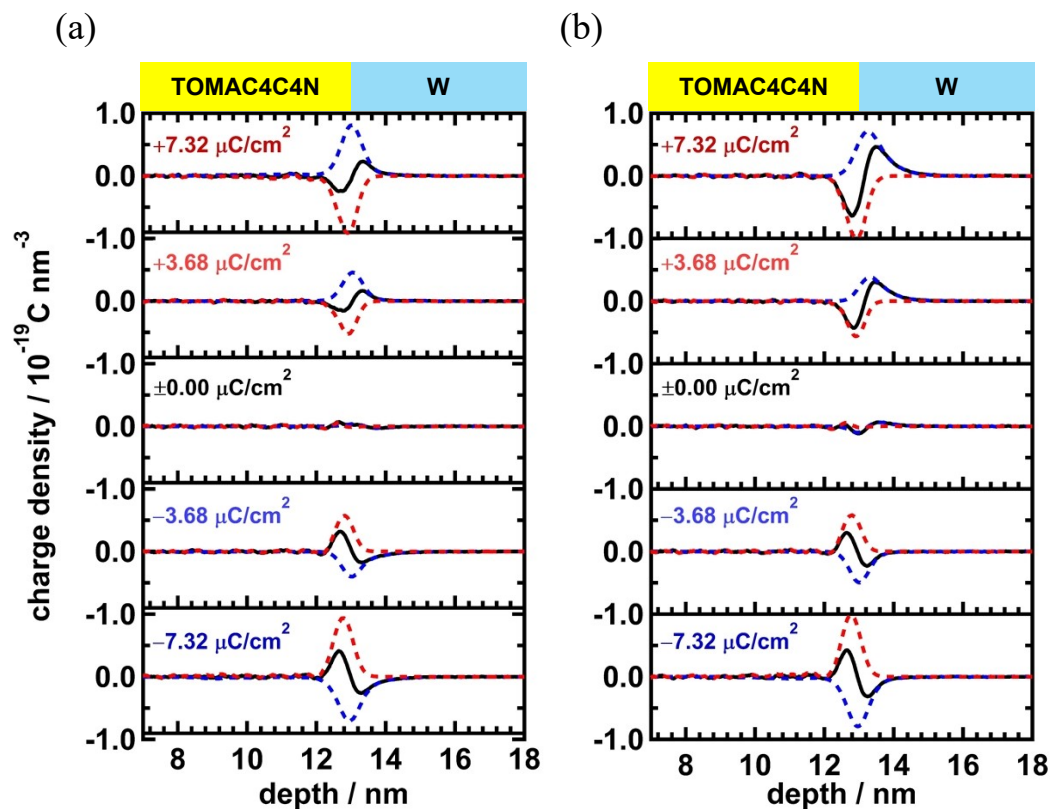 (a)
TOMAC4C4N W
1.0
+7.32 μC/cm²
0.0
-1.0
+3.68 μC/cm²
0.0
-1.0
±0.00 μC/cm²
0.0
-1.0
−3.68 μC/cm²
0.0
-1.0
−7.32 μC/cm²
0.0
-1.0
8 10 12 14 16 18
depth / nm
charge density / 10⁻¹⁹ C nm⁻³
(b)
TOMAC4C4N W
1.0
+7.32 μC/cm²
0.0
-1.0
+3.68 μC/cm²
0.0
-1.0
±0.00 μC/cm²
0.0
-1.0
−3.68 μC/cm²
0.0
-1.0
−7.32 μC/cm²
0.0
-1.0
8 10 12 14 16 18
depth / nm